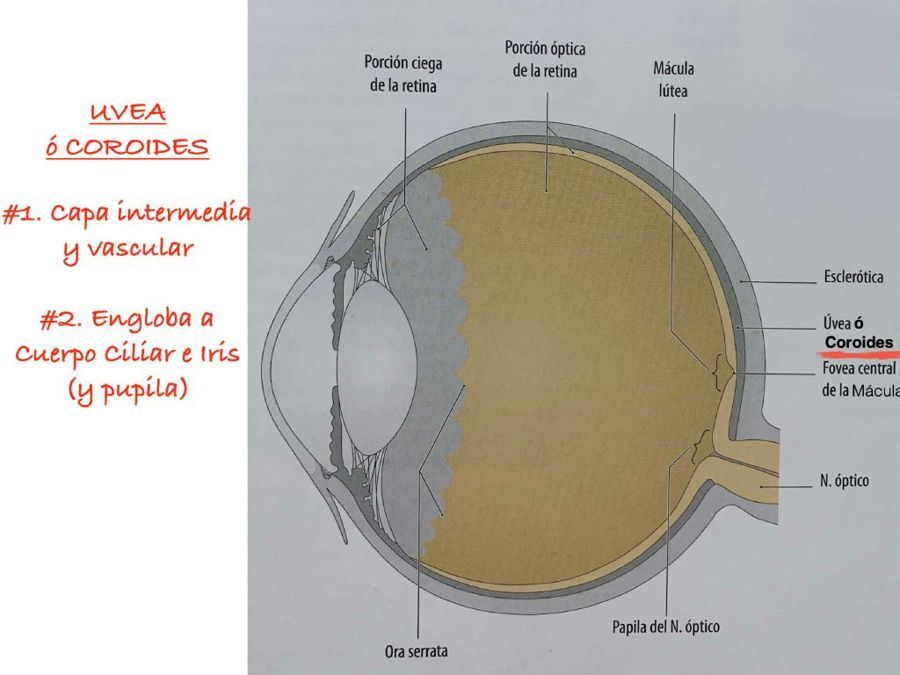 UVEA
ó COROIDES
#1. Capa intermedia
y vascular
#2. Engloba a
Cuerpo Ciliar e Iris
(y pupila)
Porción ciega
de la retina
Porción óptica
de la retina
Mácula
lútea
Esclerótica
Úvea ó
Coroides
Fovea central
de la Mácula
N. óptico
Papila del N. óptico
Ora serrata